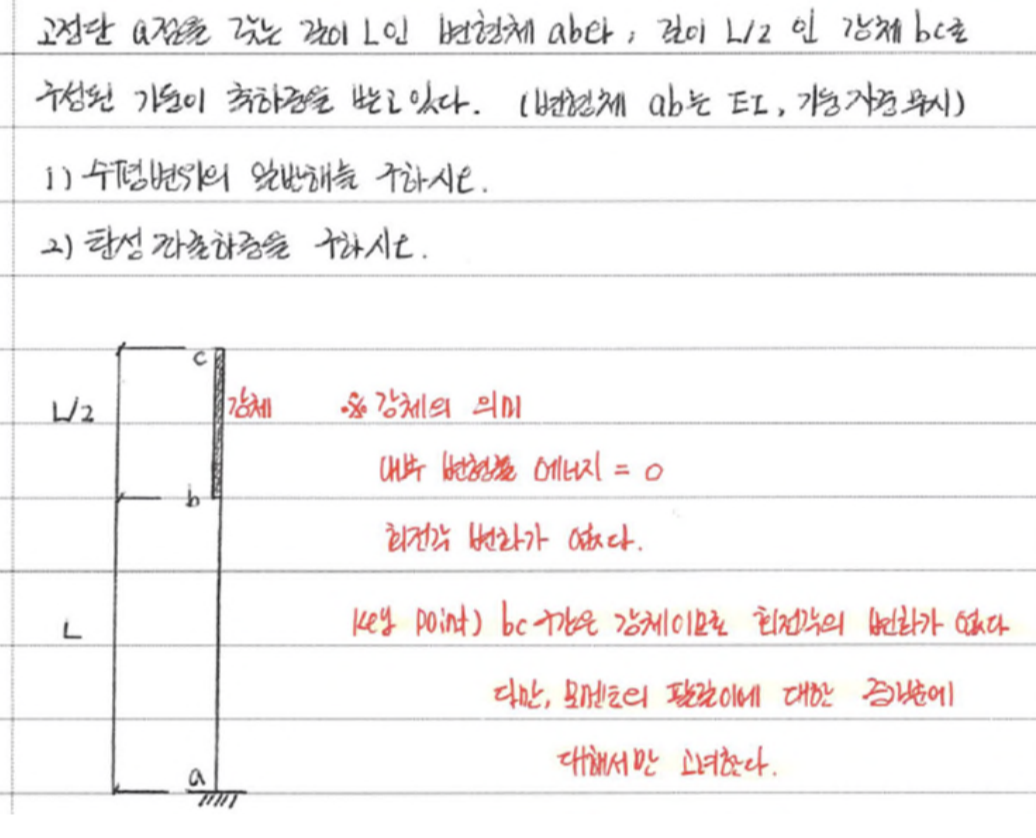 고정단 a점을 갖는 길이 L인 변형체 ab와, 길이 L/2 인 강체 bc로
구성된 기둥이 축하중을 받고 있다. (변형체 ab는 EI, 기둥자중무시)
1) 수평변위의 일반해를 구하시오.
2) 탄성좌굴하중을 구하시오.
c
L/2
강체
※ 강체의 의미
내부 변형률 에너지 = 0
b
회전각 변화가 없다.
L
key point) bc구간은 강체이므로 회전각의 변화가 없다
다만, 모멘트의 팔길이에 대한 증가분에
대해서만 고려한다.
a